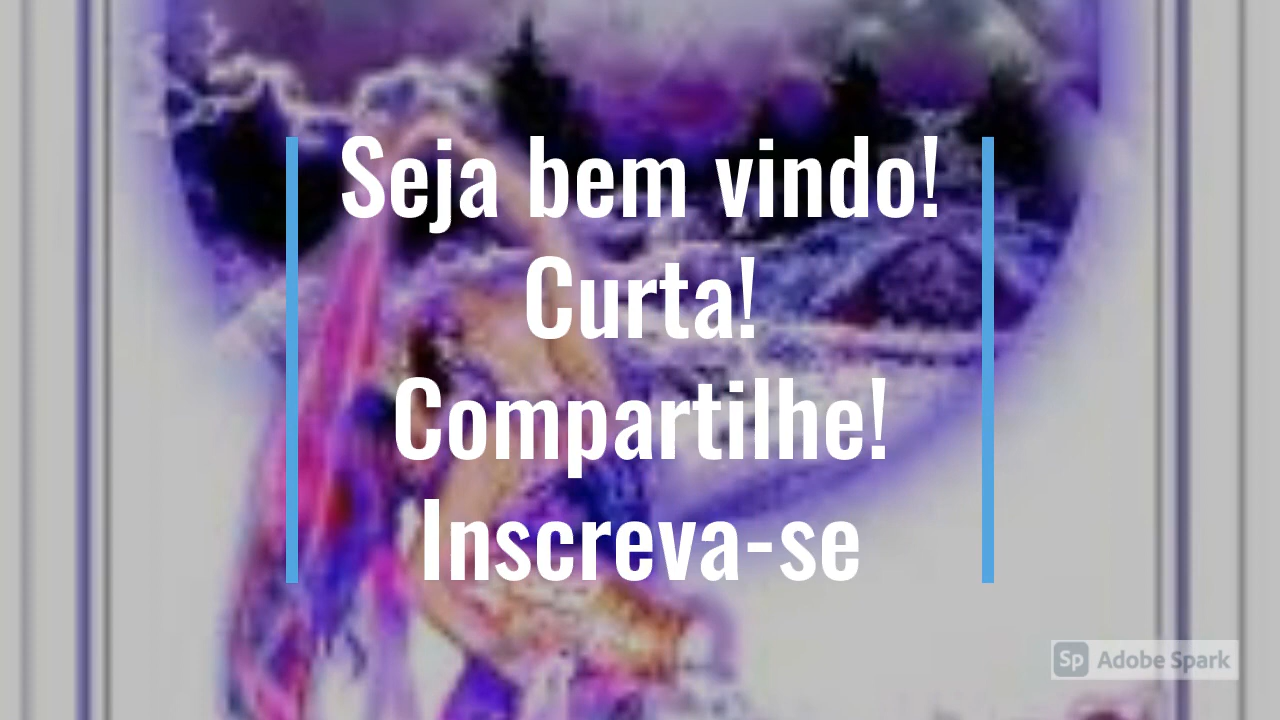 Seja bem vindo!
Curta!
Compartilhe!
Inscreva-se
Sp Adobe Spark